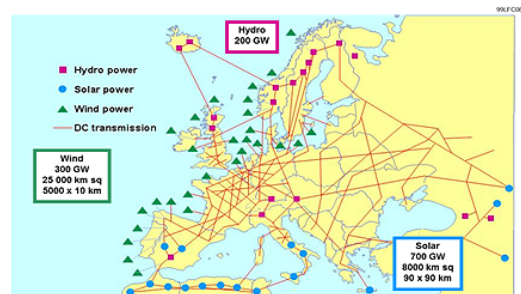 99LFC08
Hydro
200 GW
Hydro power
Solar power
Wind power
DC transmission
Wind
300 GW
25 000 km sq
5000 x 10 km
Solar
700 GW
8000 km sq
90 x 90 km